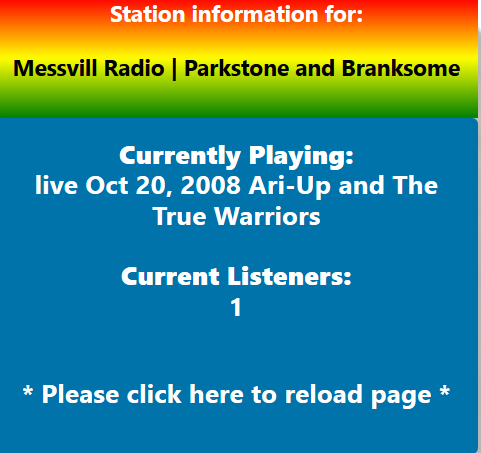 Station information for:
Messvill Radio | Parkstone and Branksome
Currently Playing:
live Oct 20, 2008 Ari-Up and The
True Warriors
Current Listeners:
1
* Please click here to reload page *